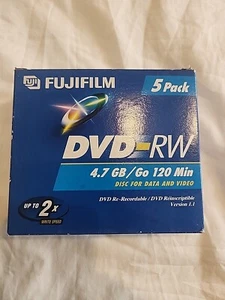 FUJI FUJIFILM
5 Pack
DVD-RW
4.7 GB/Go 120 Min
DISC FOR DATA AND VIDEO
DVD Re-Recordable / DVD Réinscriptible
Version 1.1
UP TO 2x
WRITE SPEED